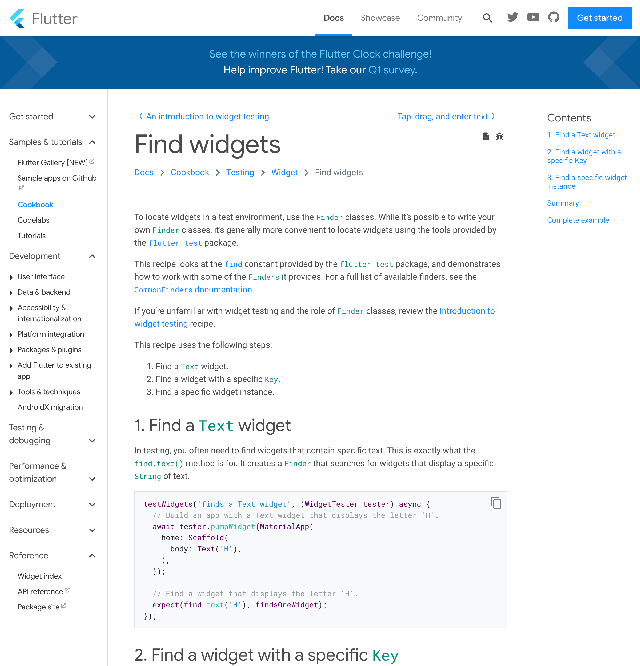 Flutter
Docs
Showcase
Community
Get started
See the winners of the Flutter Clock challenge!
Help improve Flutter! Take our Q1 survey.
Get started
Samples & tutorials
Flutter Gallery [NEW]
Sample apps on Github
Cookbook
Codelabs
Tutorials
Development
User interface
Data & backend
Accessibility &
internationalization
Platform integration
Packages & plugins
Add Flutter to existing
app
Tools & techniques
AndroidX migration
Testing &
debugging
Performance &
optimization
Deployment
Resources
Reference
Widget index
API reference
Package site
An introduction to widget testing
Tap, drag, and enter text
Find widgets
Docs > Cookbook > Testing > Widget > Find widgets
To locate widgets in a test environment, use the Finder classes. While it's possible to write your
own Finder classes, it's generally more convenient to locate widgets using the tools provided by
the flutter_test package.
This recipe looks at the find constant provided by the flutter_test package, and demonstrates
how to work with some of the Finders it provides. For a full list of available finders, see the
CommonFinders documentation.
If you're unfamiliar with widget testing and the role of Finder classes, review the Introduction to
widget testing recipe.
This recipe uses the following steps:
1. Find a Text widget.
2. Find a widget with a specific Key.
3. Find a specific widget instance.
1. Find a Text widget
In testing, you often need to find widgets that contain specific text. This is exactly what the
find.text() method is for. It creates a Finder that searches for widgets that display a specific
String of text.
testWidgets('finds a Text widget', (WidgetTester tester) async {
// Build an app with a Text widget that displays the letter 'H'.
await tester.pumpWidget(MaterialApp(
home: Scaffold(
body: Text('H'),
),
));
// Find a widget that displays the letter 'H'.
expect(find.text('H'), findsOneWidget);
});
2. Find a widget with a specific Key
Contents
1. Find a Text widget
2. Find a widget with a
specific Key
3. Find a specific widget
instance
Summary
Complete example